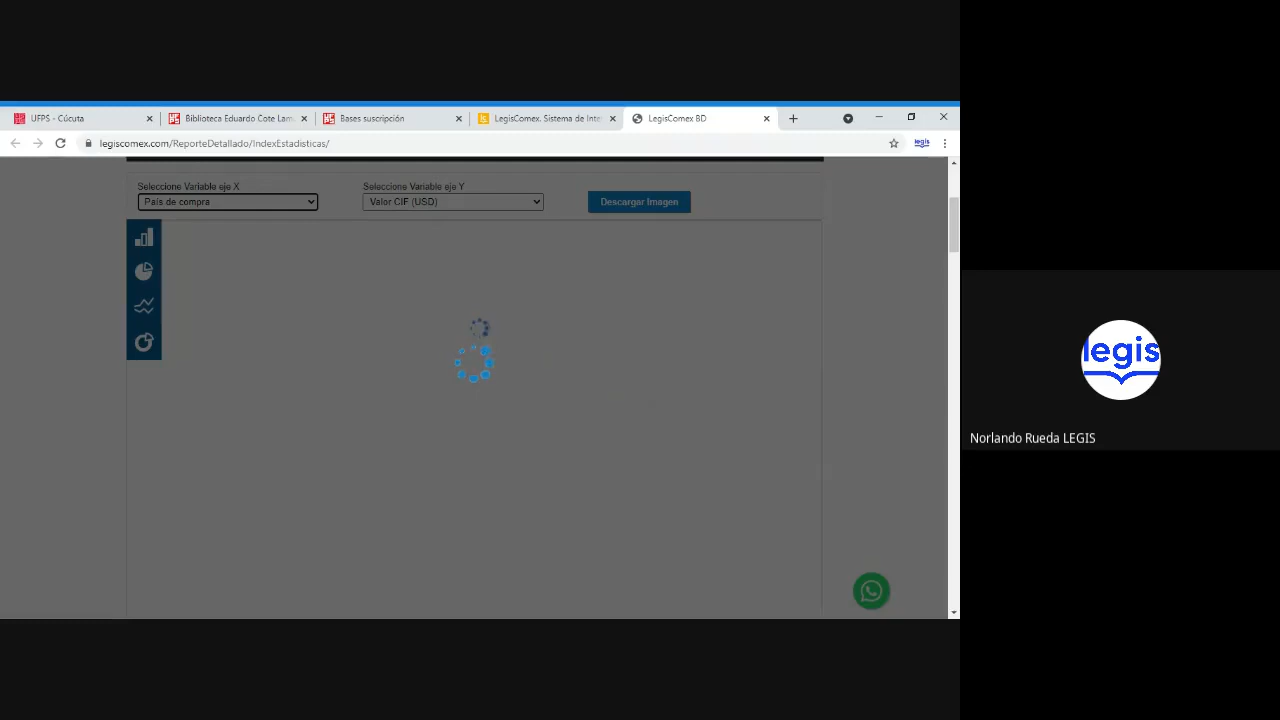 UFPS - Cúcuta
Biblioteca Eduardo Cote Lam
Bases suscripción
LegisComex. Sistema de Inte
LegisComex BD
legiscomex.com/ReporteDetallado/IndexEstadisticas/
legis
Seleccione Variable eje X
Seleccione Variable eje Y
País de compra
Valor CIF (USD)
Descargar Imagen
legis
Norlando Rueda LEGIS